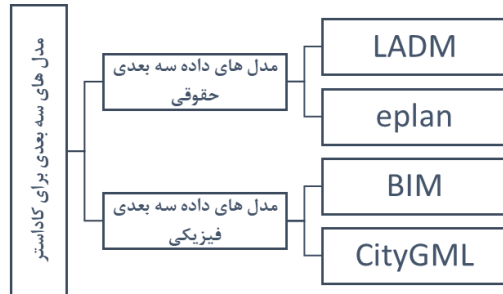 مدل های سه بعدی برای کاداستر
مدل های داده سه بعدی
حقوقی
LADM
eplan
مدل های داده سه بعدی
فیزیکی
BIM
CityGML